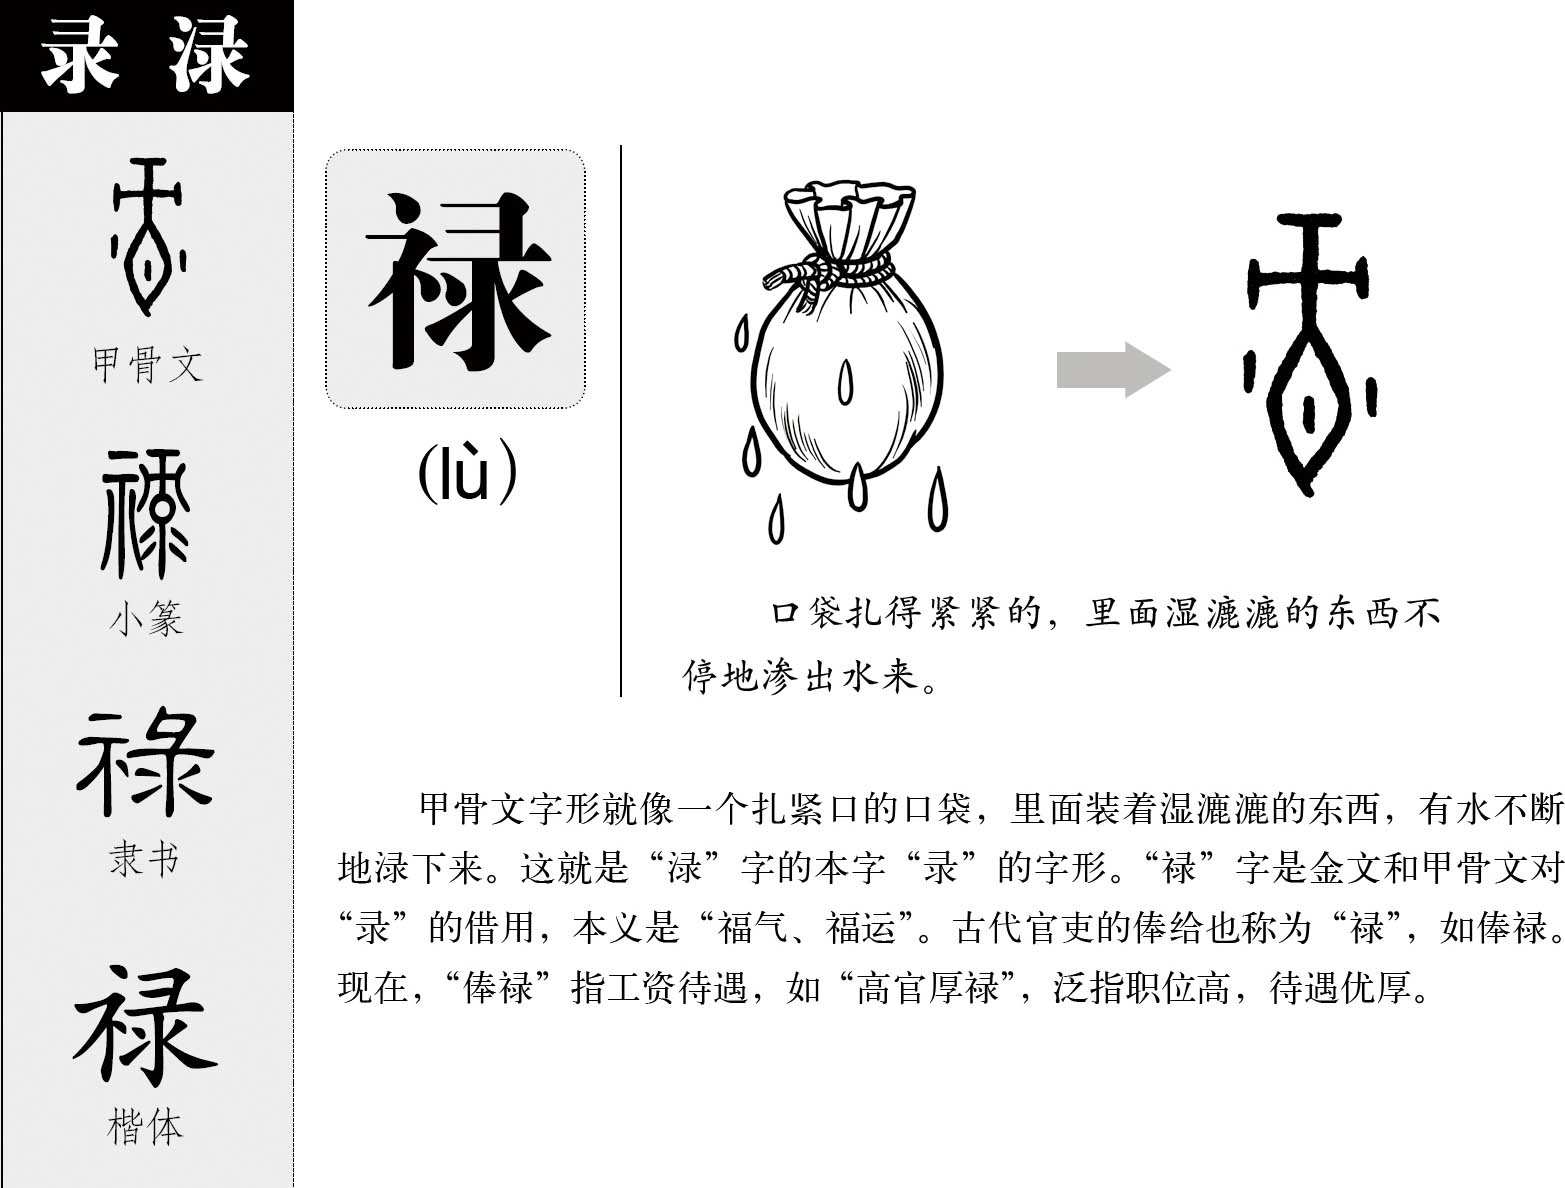 录 渌
甲骨文
小篆
隶书
楷体
禄
(lù)
口袋扎得紧紧的，里面湿漉漉的东西不
停地渗出水来。
甲骨文字形就像一个扎紧口的口袋，里面装着湿漉漉的东西，有水不断
地渌下来。这就是“渌”字的本字“录”的字形。“禄”字是金文和甲骨文对
“录”的借用，本义是“福气、福运”。古代官吏的俸给也称为“禄”，如俸禄。
现在，“俸禄”指工资待遇，如“高官厚禄”，泛指职位高，待遇优厚。